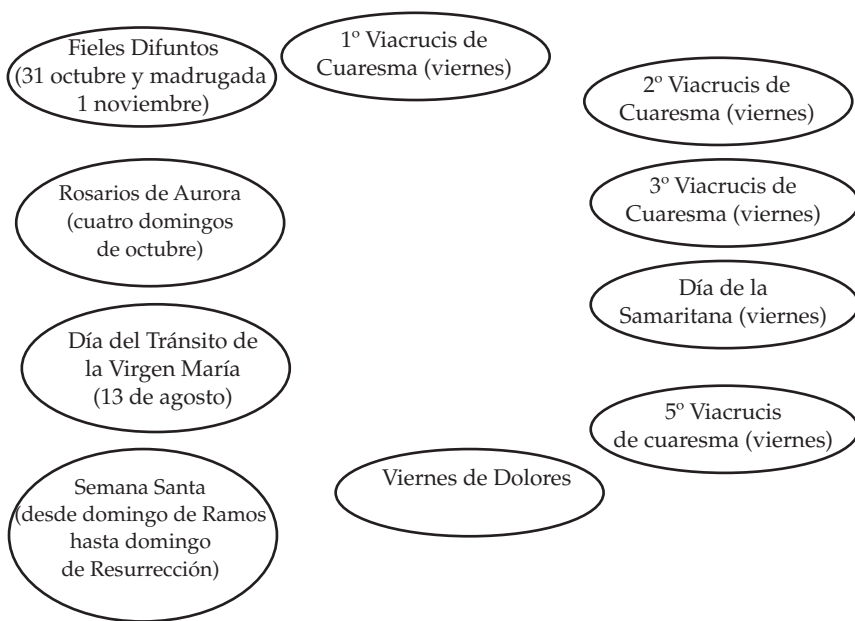 Fieles Difuntos
(31 octubre y madrugada
1 noviembre)
1º Viacrucis de
Cuaresma (viernes)
2º Viacrucis de
Cuaresma (viernes)
3º Viacrucis de
Cuaresma (viernes)
Día de la
Samaritana (viernes)
5º Viacrucis
de cuaresma (viernes)
Viernes de Dolores
Semana Santa
(desde domingo de Ramos
hasta domingo
de Resurrección)
Día del Tránsito de
la Virgen María
(13 de agosto)
Rosarios de Aurora
(cuatro domingos
de octubre)